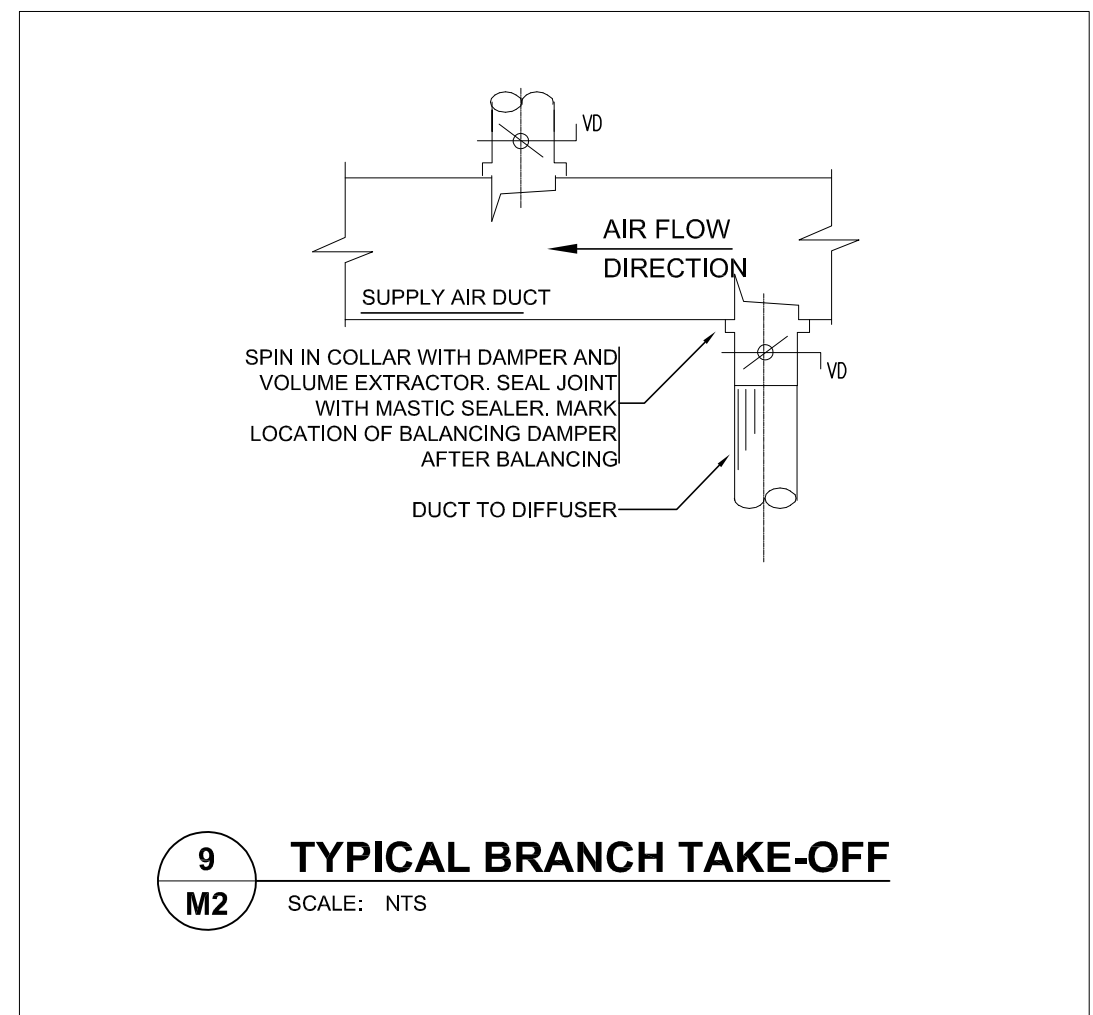 VD
AIR FLOW
DIRECTION
SUPPLY AIR DUCT
SPIN IN COLLAR WITH DAMPER AND
VOLUME EXTRACTOR. SEAL JOINT
WITH MASTIC SEALER. MARK
LOCATION OF BALANCING DAMPER
AFTER BALANCING
VD
DUCT TO DIFFUSER
9
M2
TYPICAL BRANCH TAKE-OFF
SCALE: NTS